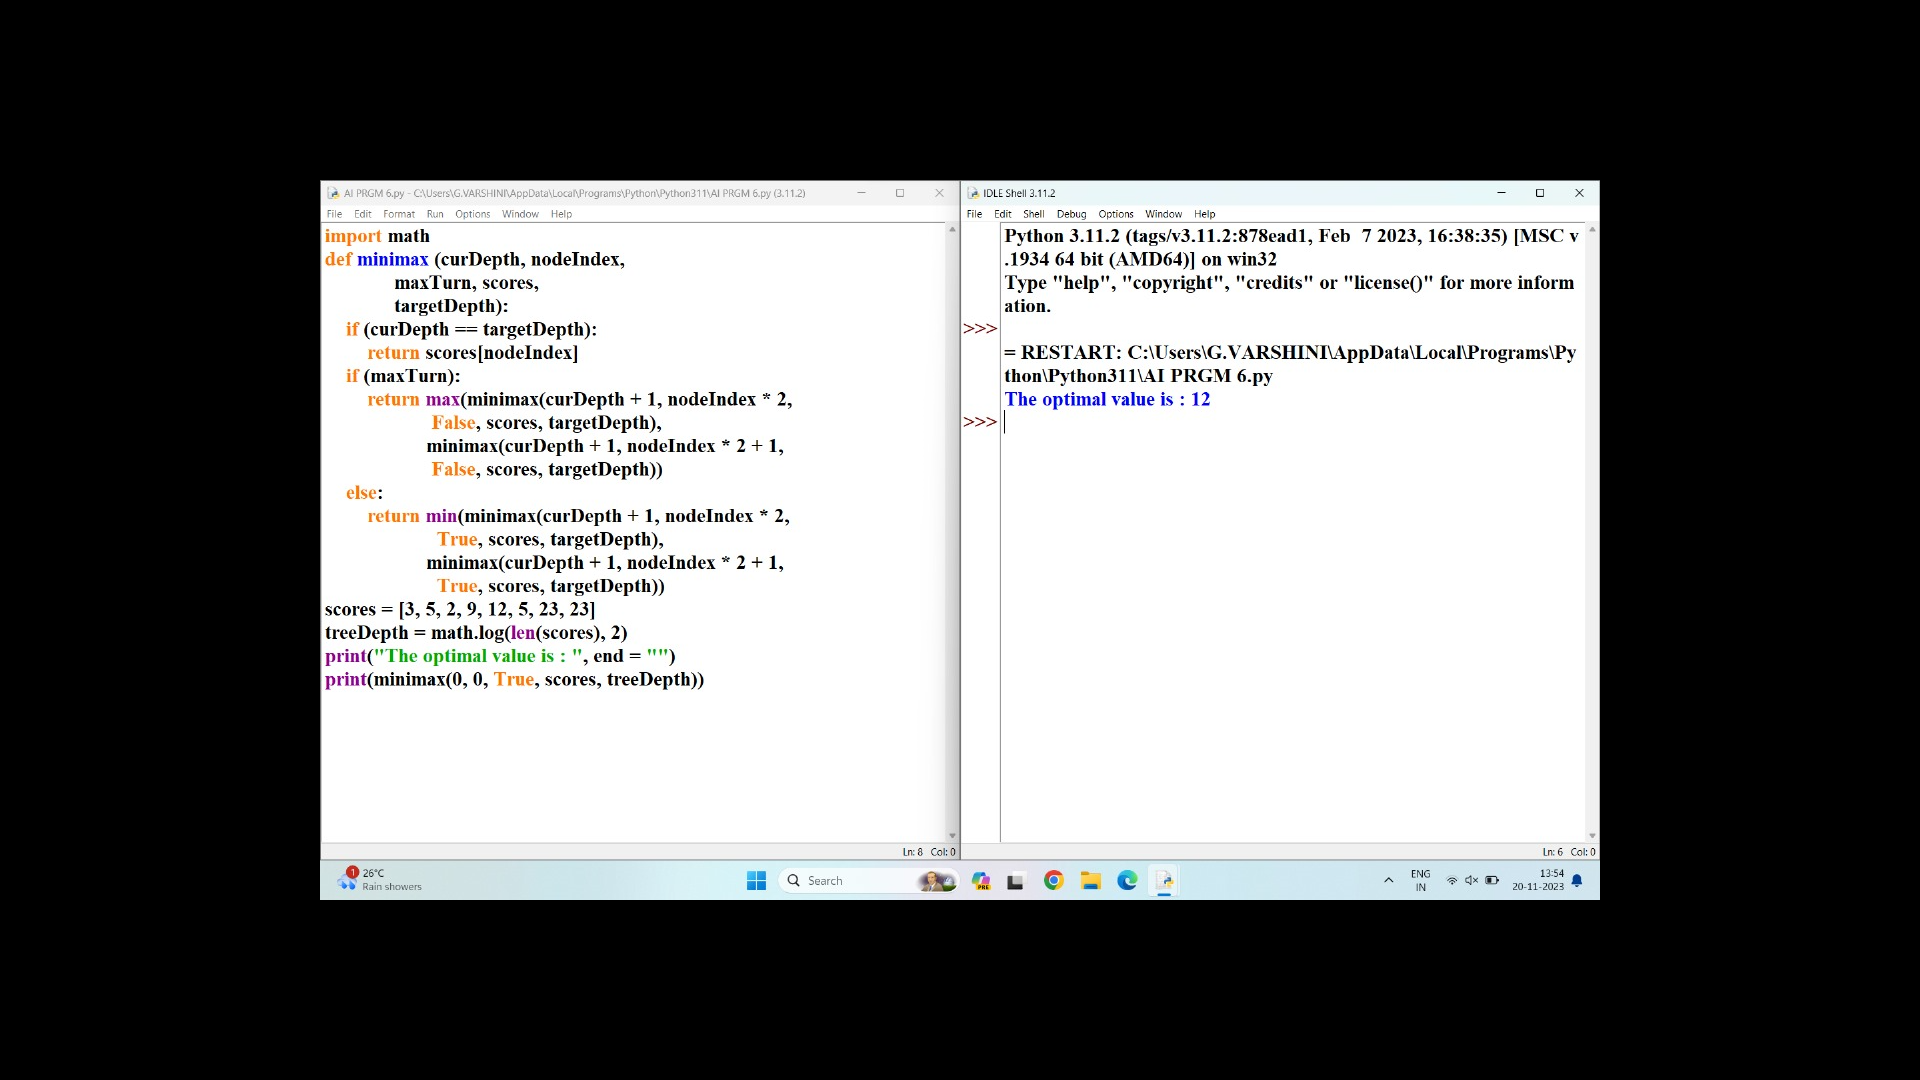 AI PRGM 6.py - C:\Users\G.VARSHINI\AppData\Local\Programs\Python\Python311\AI PRGM 6.py (3.11.2)
File Edit Format Run Options Window Help
import math
def minimax (curDepth, nodeIndex,
maxTurn, scores,
targetDepth):
if (curDepth == targetDepth):
return scores[nodeIndex]
if (maxTurn):
return max(minimax(curDepth + 1, nodeIndex * 2,
False, scores, targetDepth),
minimax(curDepth + 1, nodeIndex * 2 + 1,
False, scores, targetDepth))
else:
return min(minimax(curDepth + 1, nodeIndex * 2,
True, scores, targetDepth),
minimax(curDepth + 1, nodeIndex * 2 + 1,
True, scores, targetDepth))
scores = [3, 5, 2, 9, 12, 5, 23, 23]
treeDepth = math.log(len(scores), 2)
print("The optimal value is : ", end = "")
print(minimax(0, 0, True, scores, treeDepth))
Ln: 8 Col: 0
IDLE Shell 3.11.2
File Edit Shell Debug Options Window Help
Python 3.11.2 (tags/v3.11.2:878ead1, Feb  7 2023, 16:38:35) [MSC v
.1934 64 bit (AMD64)] on win32
Type "help", "copyright", "credits" or "license()" for more inform
ation.
>>>
= RESTART: C:\Users\G.VARSHINI\AppData\Local\Programs\Py
thon\Python311\AI PRGM 6.py
The optimal value is : 12
>>>
Ln: 6 Col: 0
1
26°C
Rain showers
Search
PRE
ENG
IN
13:54
20-11-2023